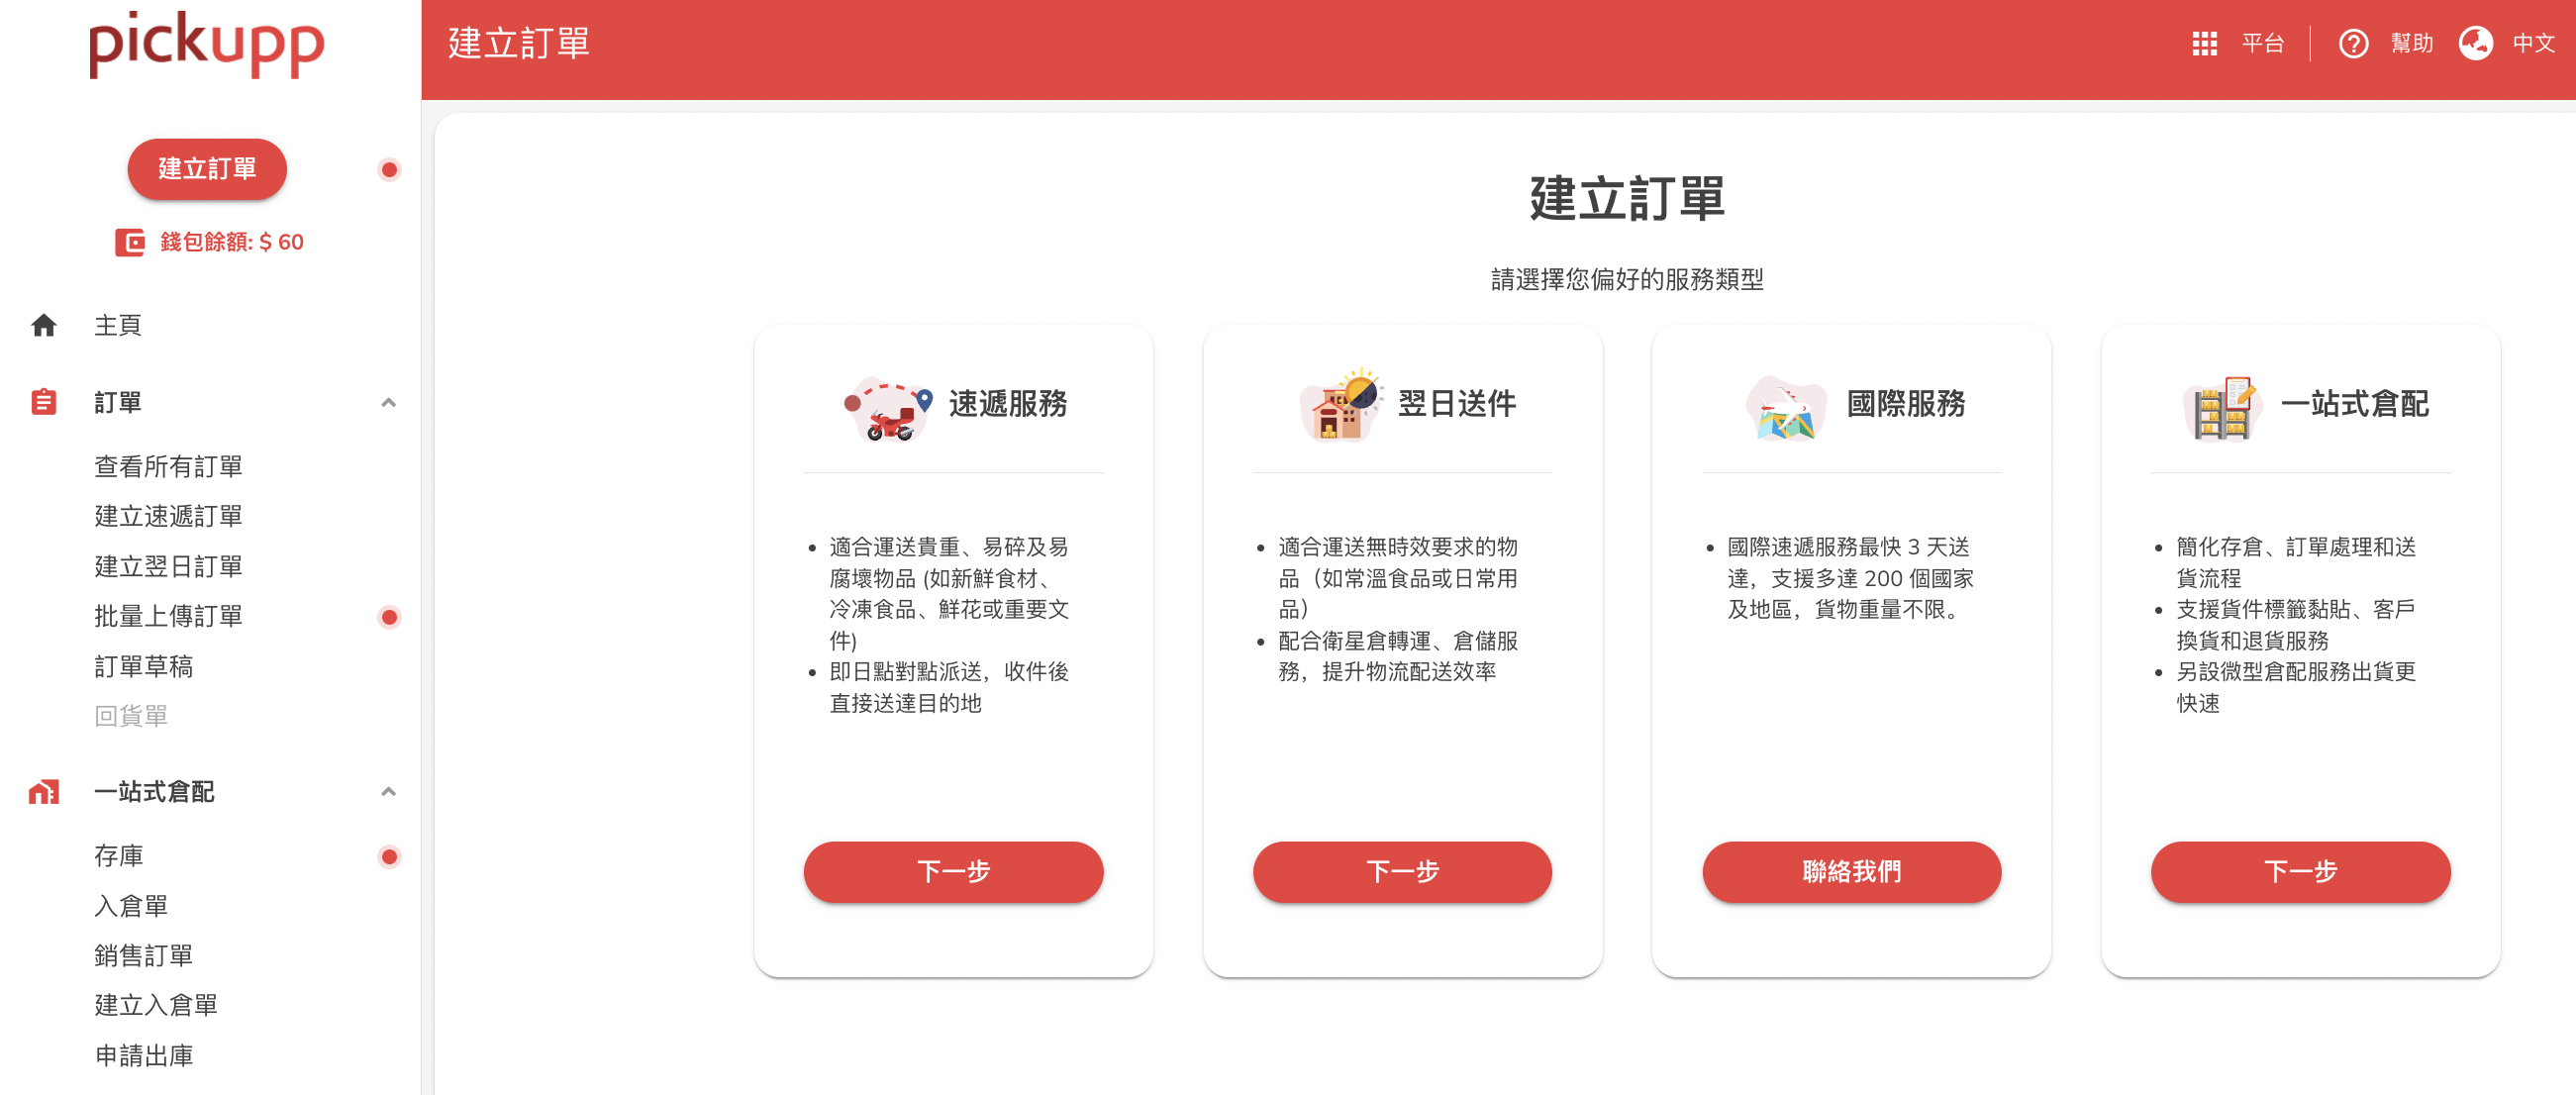 pickupp
建立訂單
平台
幫助
中文
建立訂單
錢包餘額: $ 60
主頁
訂單
查看所有訂單
建立速遞訂單
建立翌日訂單
批量上傳訂單
訂單草稿
回貨單
一站式倉配
存庫
入倉單
銷售訂單
建立入倉單
申請出庫
建立訂單
請選擇您偏好的服務類型
速遞服務
• 適合運送貴重、易碎及易
腐壞物品 (如新鮮食材、
冷凍食品、鮮花或重要文
件)
• 即日點對點派送，收件後
直接送達目的地
下一步
翌日送件
• 適合運送無時效要求的物
品（如常溫食品或日常用
品）
• 配合衛星倉轉運、倉儲服
務，提升物流配送效率
下一步
國際服務
• 國際速遞服務最快 3 天送
達，支援多達 200 個國家
及地區，貨物重量不限。
聯絡我們
一站式倉配
• 簡化存倉、訂單處理和送
貨流程
• 支援貨件標籤黏貼、客戶
換貨和退貨服務
• 另設微型倉配服務出貨更
快速
下一步